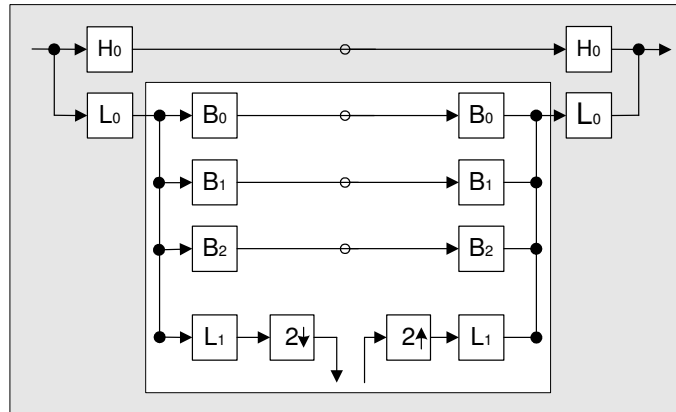 H₀ H₀
L₀ B₀ B₀ L₀
B₁ B₁
B₂ B₂
L₁ 2↓ 2↑ L₁